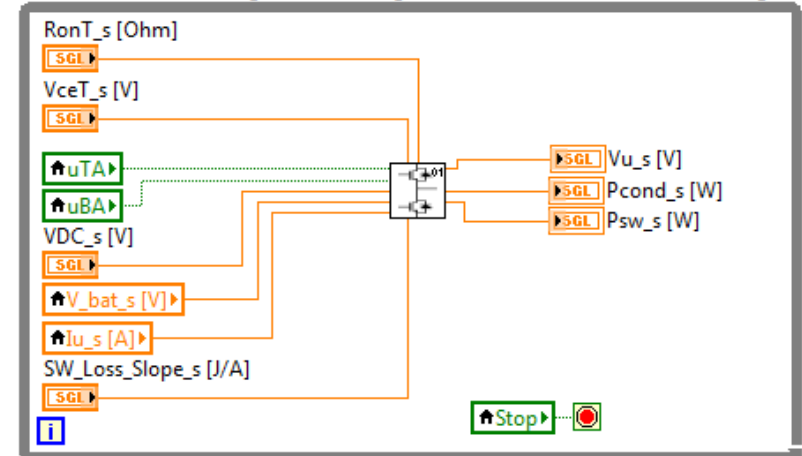 RonT_s [Ohm]
SGL
VceT_s [V]
SGL
uTA
uBA
VDC_s [V]
SGL
V_bat_s [V]
Iu_s [A]
SW_Loss_Slope_s [J/A]
SGL
i
01
SGL Vu_s [V]
SGL Pcond_s [W]
SGL Psw_s [W]
Stop